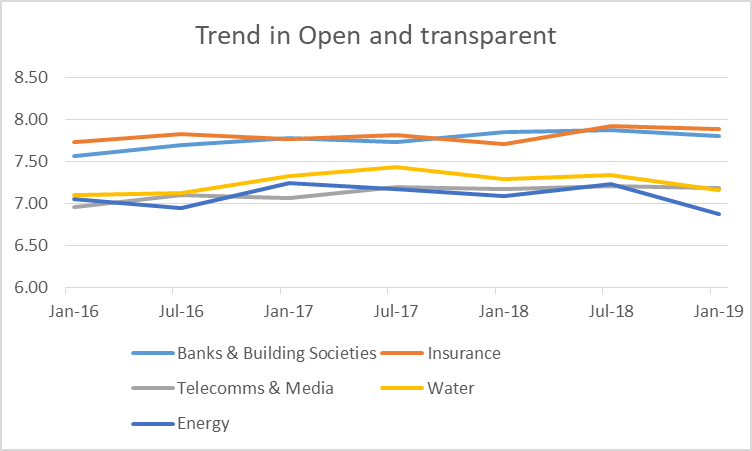 Trend in Open and transparent
8.50
8.00
7.50
7.00
6.50
6.00
Jan-16 Jul-16 Jan-17 Jul-17 Jan-18 Jul-18 Jan-19
Banks & Building Societies Insurance
Telecomms & Media Water
Energy